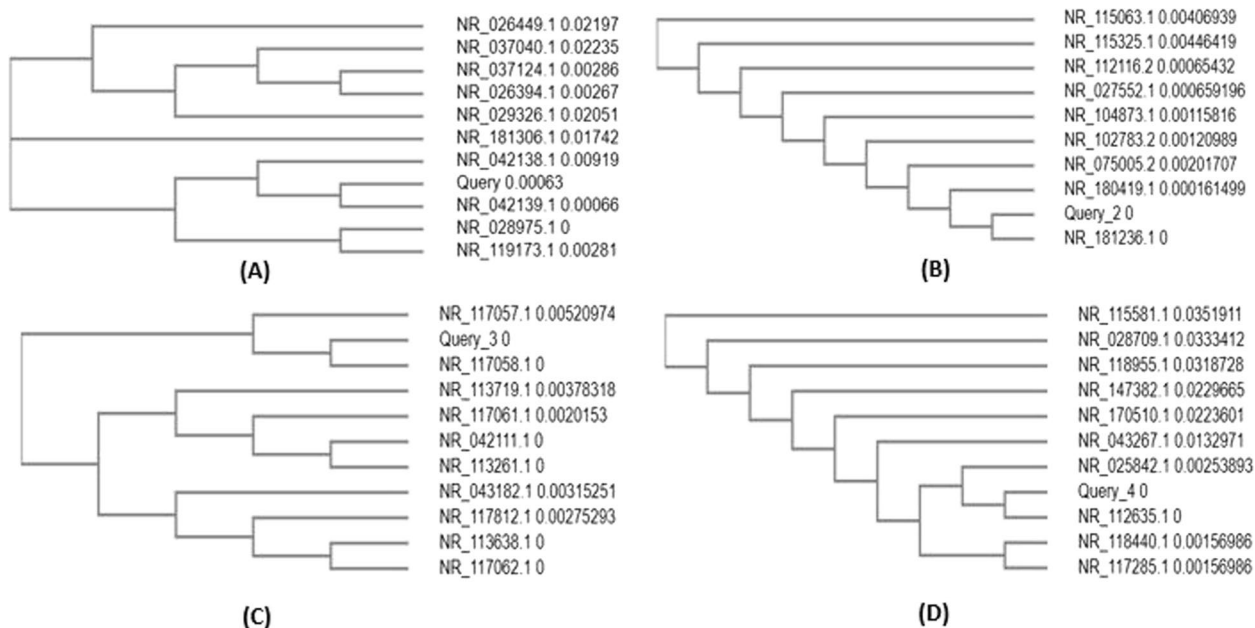 NR_026449.1 0.02197
NR_037040.1 0.02235
NR_037124.1 0.00286
NR_026394.1 0.00267
NR_029326.1 0.02051
NR_181306.1 0.01742
NR_042138.1 0.00919
Query 0.00063
NR_042139.1 0.00066
NR_028975.1 0
NR_119173.1 0.00281
(A)
NR_115063.1 0.00406939
NR_115325.1 0.00446419
NR_112116.2 0.00065432
NR_027552.1 0.000659196
NR_104873.1 0.00115816
NR_102783.2 0.00120989
NR_075005.2 0.00201707
NR_180419.1 0.000161499
Query_2 0
NR_181236.1 0
(B)
NR_117057.1 0.00520974
Query_3 0
NR_117058.1 0
NR_113719.1 0.00378318
NR_117061.1 0.0020153
NR_042111.1 0
NR_113261.1 0
NR_043182.1 0.00315251
NR_117812.1 0.00275293
NR_113638.1 0
NR_117062.1 0
(C)
NR_115581.1 0.0351911
NR_028709.1 0.0333412
NR_118955.1 0.0318728
NR_147382.1 0.0229665
NR_170510.1 0.0223601
NR_043267.1 0.0132971
NR_025842.1 0.00253893
Query_4 0
NR_112635.1 0
NR_118440.1 0.00156986
NR_117285.1 0.00156986
(D)